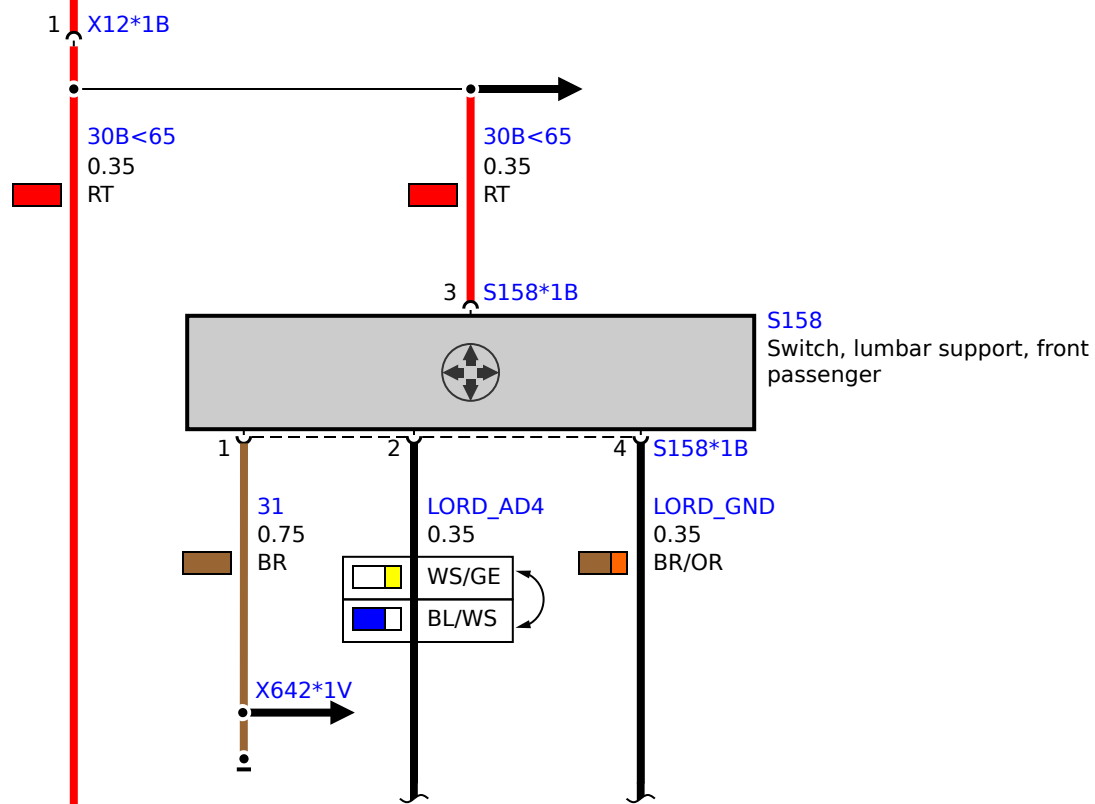 1 X12*1B
30B<65
0.35
RT
30B<65
0.35
RT
3 S158*1B
S158
Switch, lumbar support, front
passenger
1
2
4 S158*1B
31
0.75
BR
LORD_AD4
0.35
WS/GE
BL/WS
LORD_GND
0.35
BR/OR
X642*1V